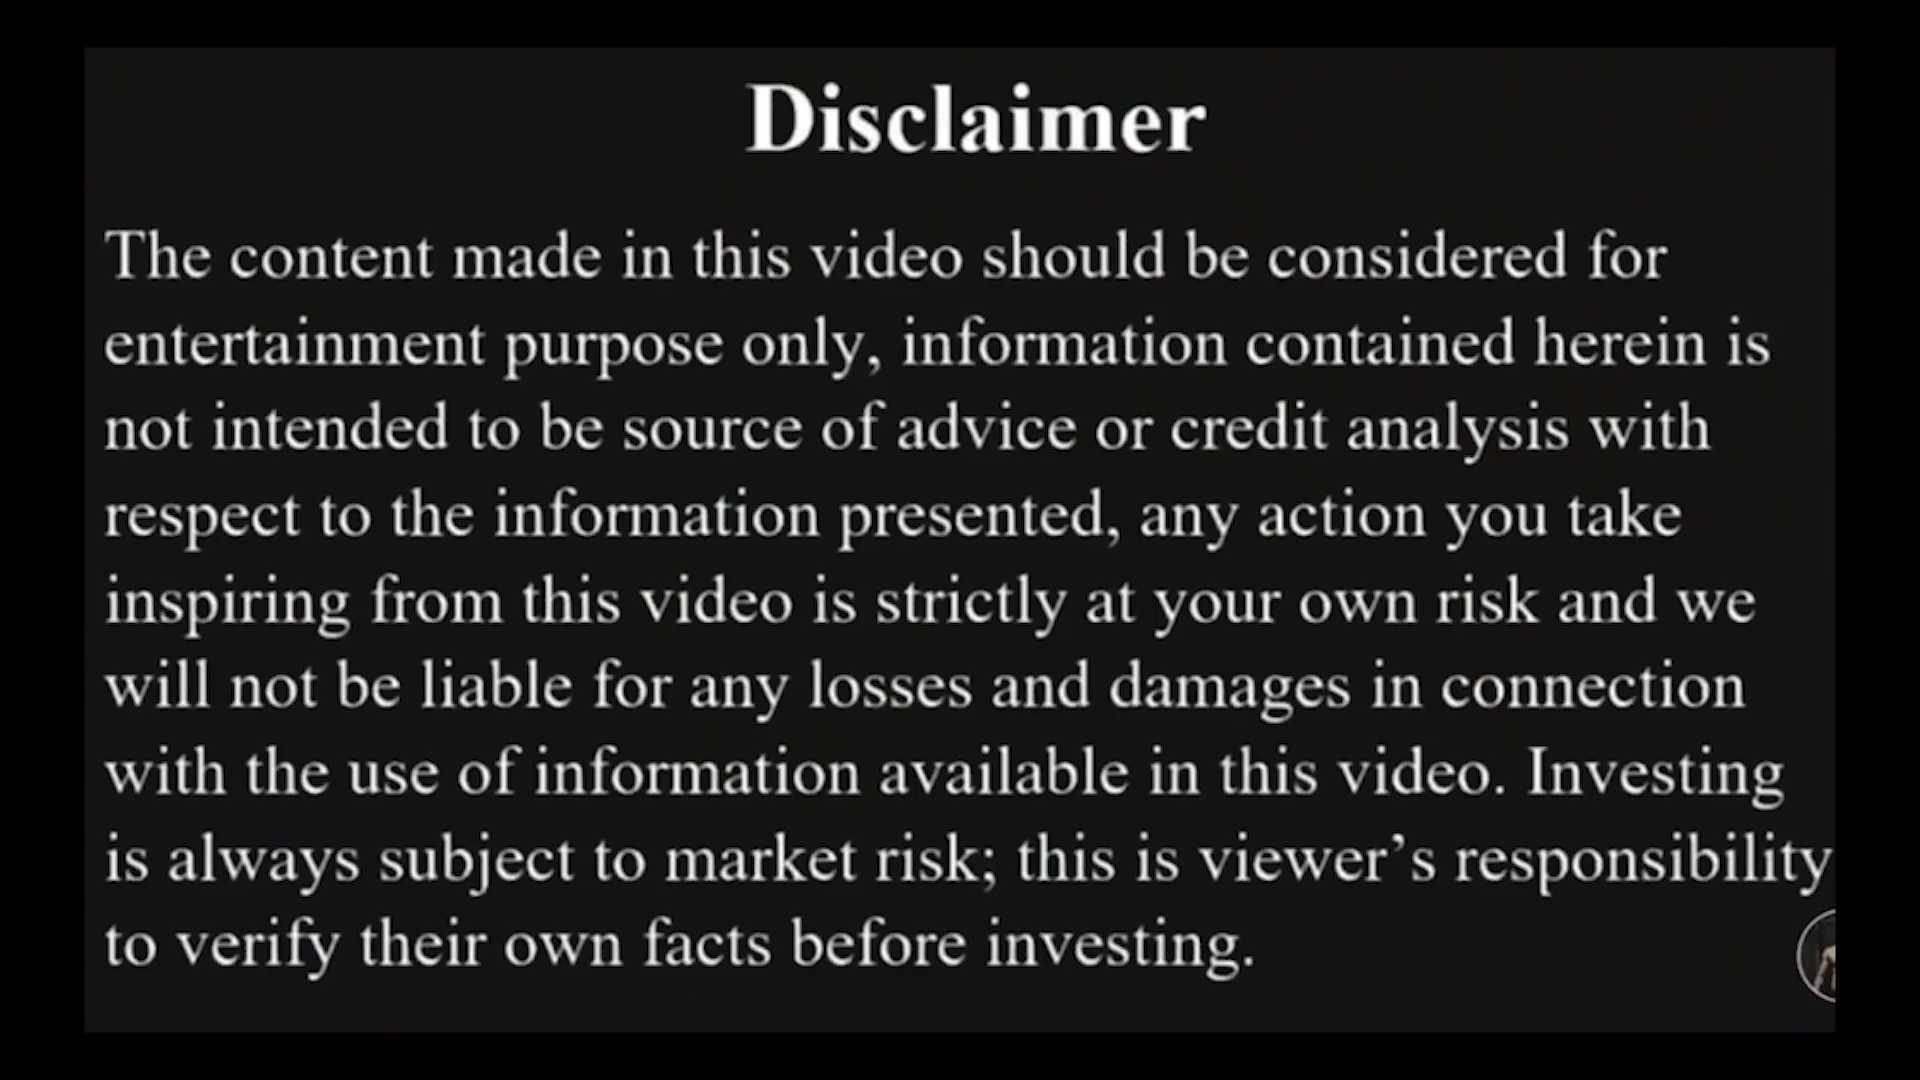 Disclaimer
The content made in this video should be considered for
entertainment purpose only, information contained herein is
not intended to be source of advice or credit analysis with
respect to the information presented, any action you take
inspiring from this video is strictly at your own risk and we
will not be liable for any losses and damages in connection
with the use of information available in this video. Investing
is always subject to market risk; this is viewer’s responsibility
to verify their own facts before investing.